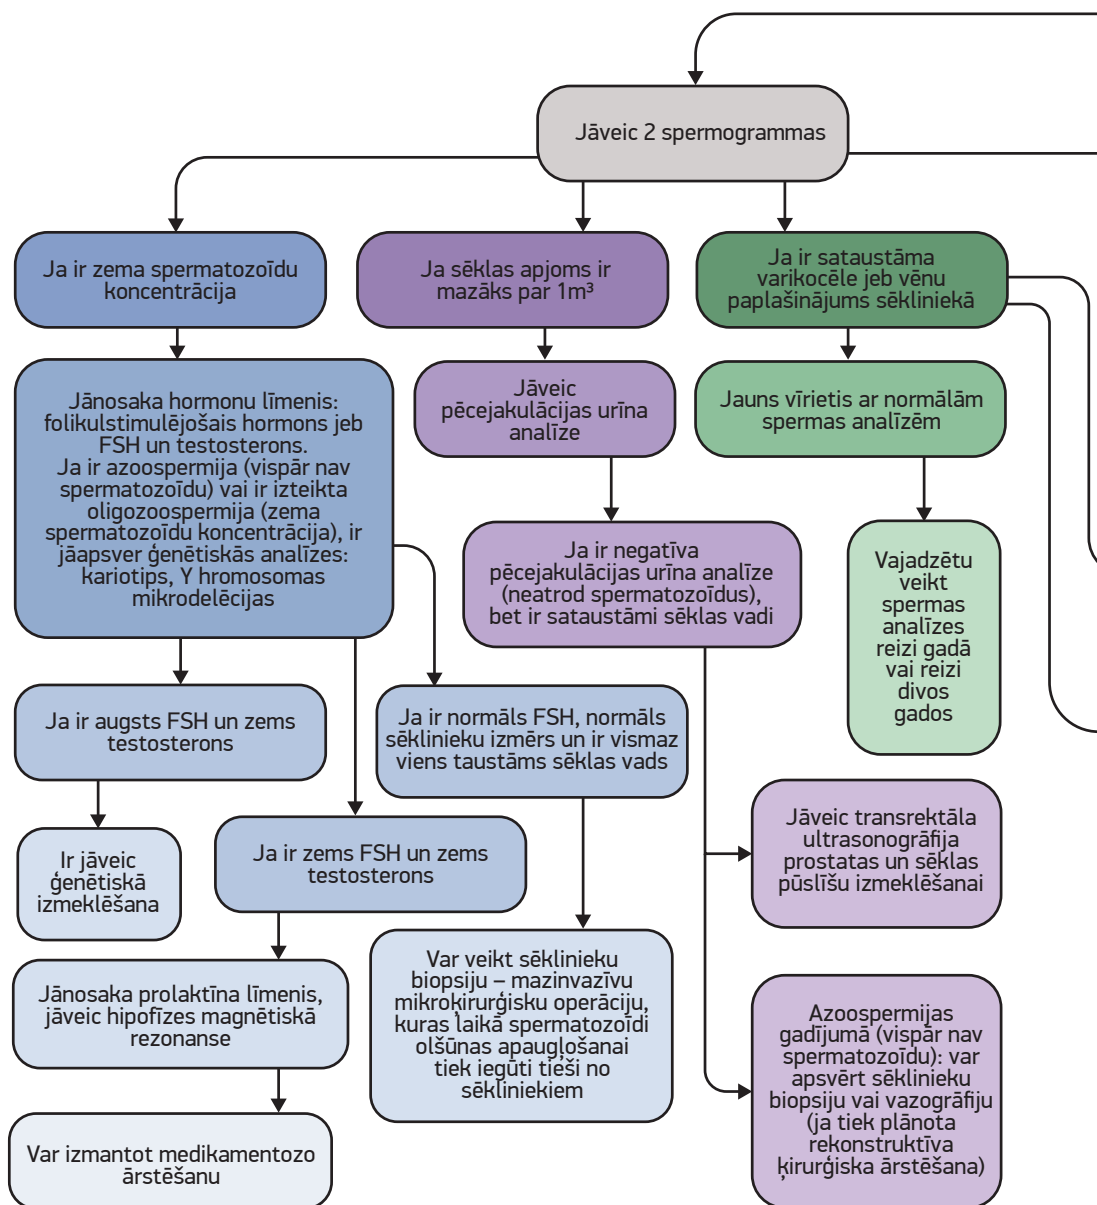 Jāveic 2 spermogrammas
Ja ir zema spermatozoīdu
koncentrācija
Ja sēklas apjoms ir
mazāks par 1m³
Ja ir sataustāma
varikocēle jeb vēnu
paplašinājums sēkliniekā
Jānosaka hormonu līmenis:
folikulstimulējošais hormons jeb
FSH un testosterons.
Ja ir azoospermija (vispār nav
spermatozoīdu) vai ir izteikta
oligozoospermija (zema
spermatozoīdu koncentrācija), ir
jāapsver ģenētiskās analīzes:
kariotips, Y hromosomas
mikrodelēcijas
Jāveic
pēcejakulācijas urīna
analīze
Jauns vīrietis ar normālām
spermas analīzēm
Ja ir negatīva
pēcejakulācijas urīna analīze
(neatrod spermatozoīdus),
bet ir sataustāmi sēklas vadi
Vajadzētu
veikt
spermas
analīzes
reizi gadā
vai reizi
divos
gados
Ja ir augsts FSH un zems
testosterons
Ja ir normāls FSH, normāls
sēklinieku izmērs un ir vismaz
viens taustāms sēklas vads
Ir jāveic
ģenētiskā
izmeklēšana
Ja ir zems FSH un zems
testosterons
Jāveic transrektāla
ultrasonogrāfija
prostatas un sēklas
pūslīšu izmeklēšanai
Jānosaka prolaktīna līmenis,
jāveic hipofīzes magnētiskā
rezonanse
Var veikt sēklinieku
biopsiju – mazinvazīvu
mikroķirurģisku operāciju,
kuras laikā spermatozoīdi
olšūnas apaugļošanai
tiek iegūti tieši no
sēkliniekiem
Azoospermijas
gadījumā (vispār nav
spermatozoīdu): var
apsvērt sēklinieku
biopsiju vai vazogrāfiju
(ja tiek plānota
rekonstruktīva
ķirurģiska ārstēšana)
Var izmantot medikamentozo
ārstēšanu